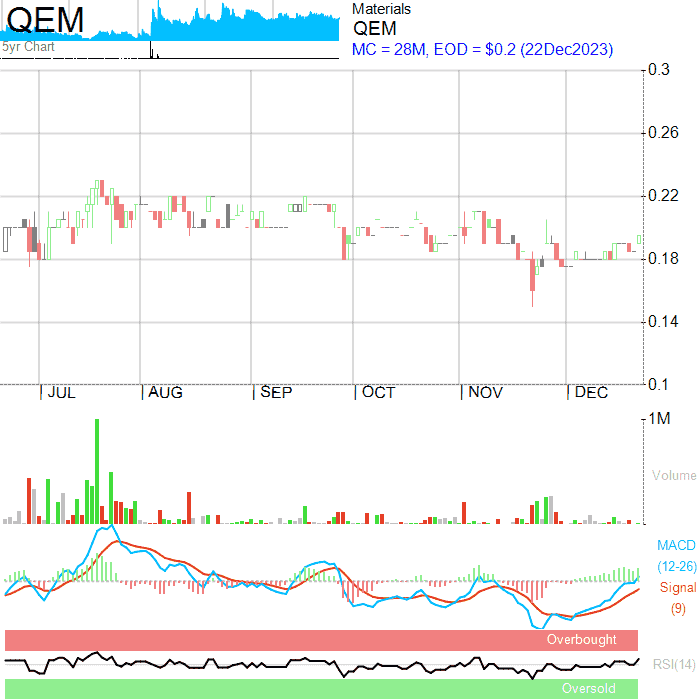 QEM
5yr Chart
Materials
QEM
MC = 28M, EOD = $0.2 (22Dec2023)
0.3
0.26
0.22
0.18
0.14
0.1
JUL
AUG
SEP
OCT
NOV
DEC
1M
Volume
MACD
(12-26)
Signal
(9)
Overbought
RSI(14)
Oversold